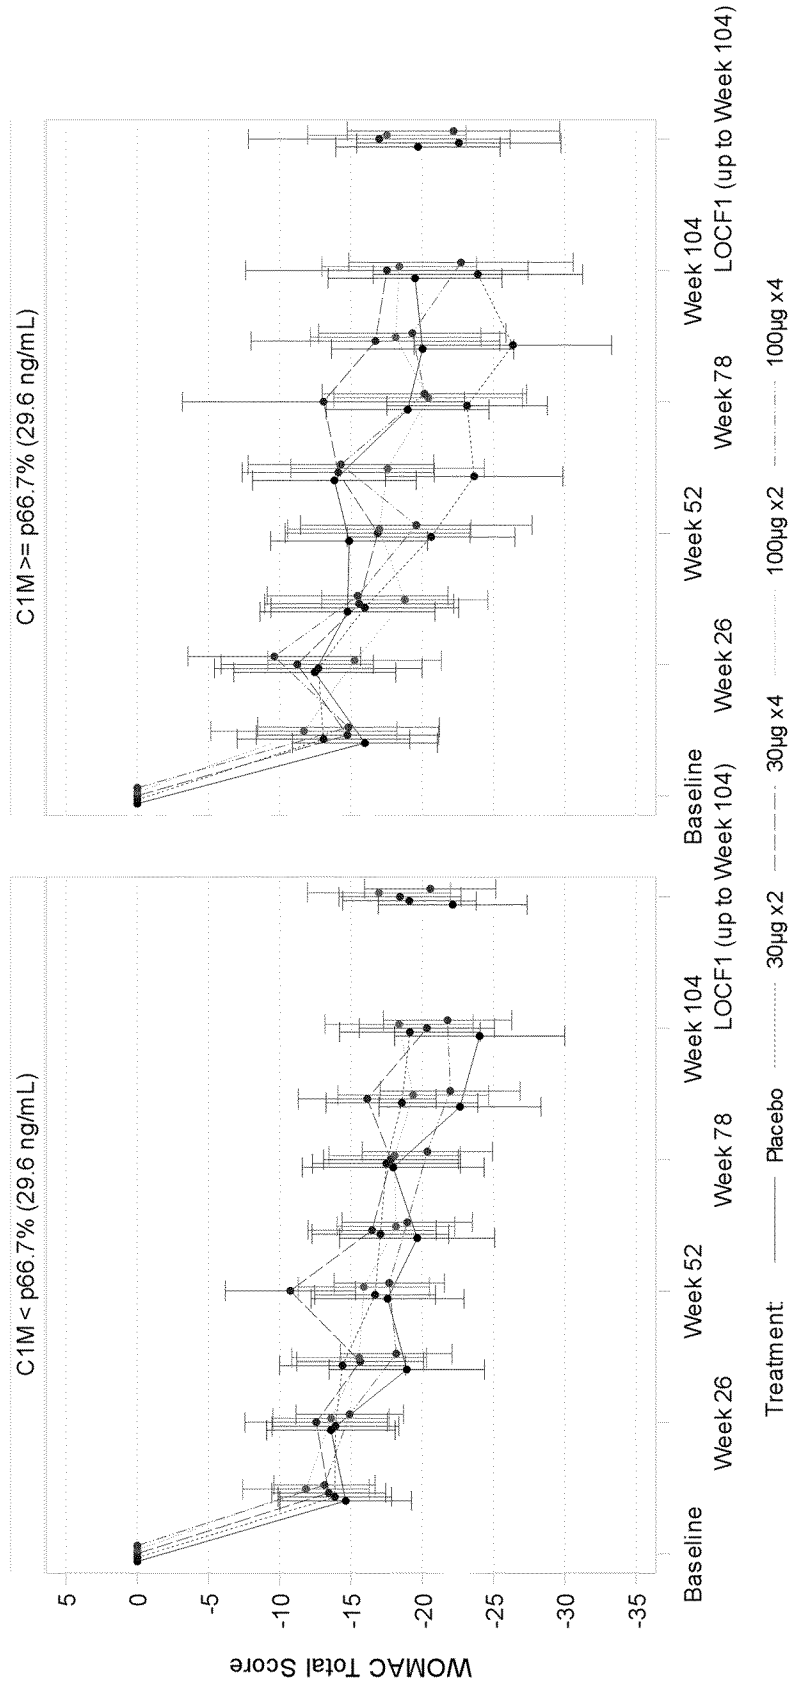 C1M < p66.7% (29.6 ng/mL)
C1M >= p66.7% (29.6 ng/mL)
WOMAC Total Score
5
0
-5
-10
-15
-20
-25
-30
-35
Baseline
Week 26
Week 52
Week 78
Week 104
LOCF1 (up to Week 104)
Baseline
Week 26
Week 52
Week 78
Week 104
LOCF1 (up to Week 104)
Treatment: Placebo 30µg x2 30µg x4 100µg x2 100µg x4